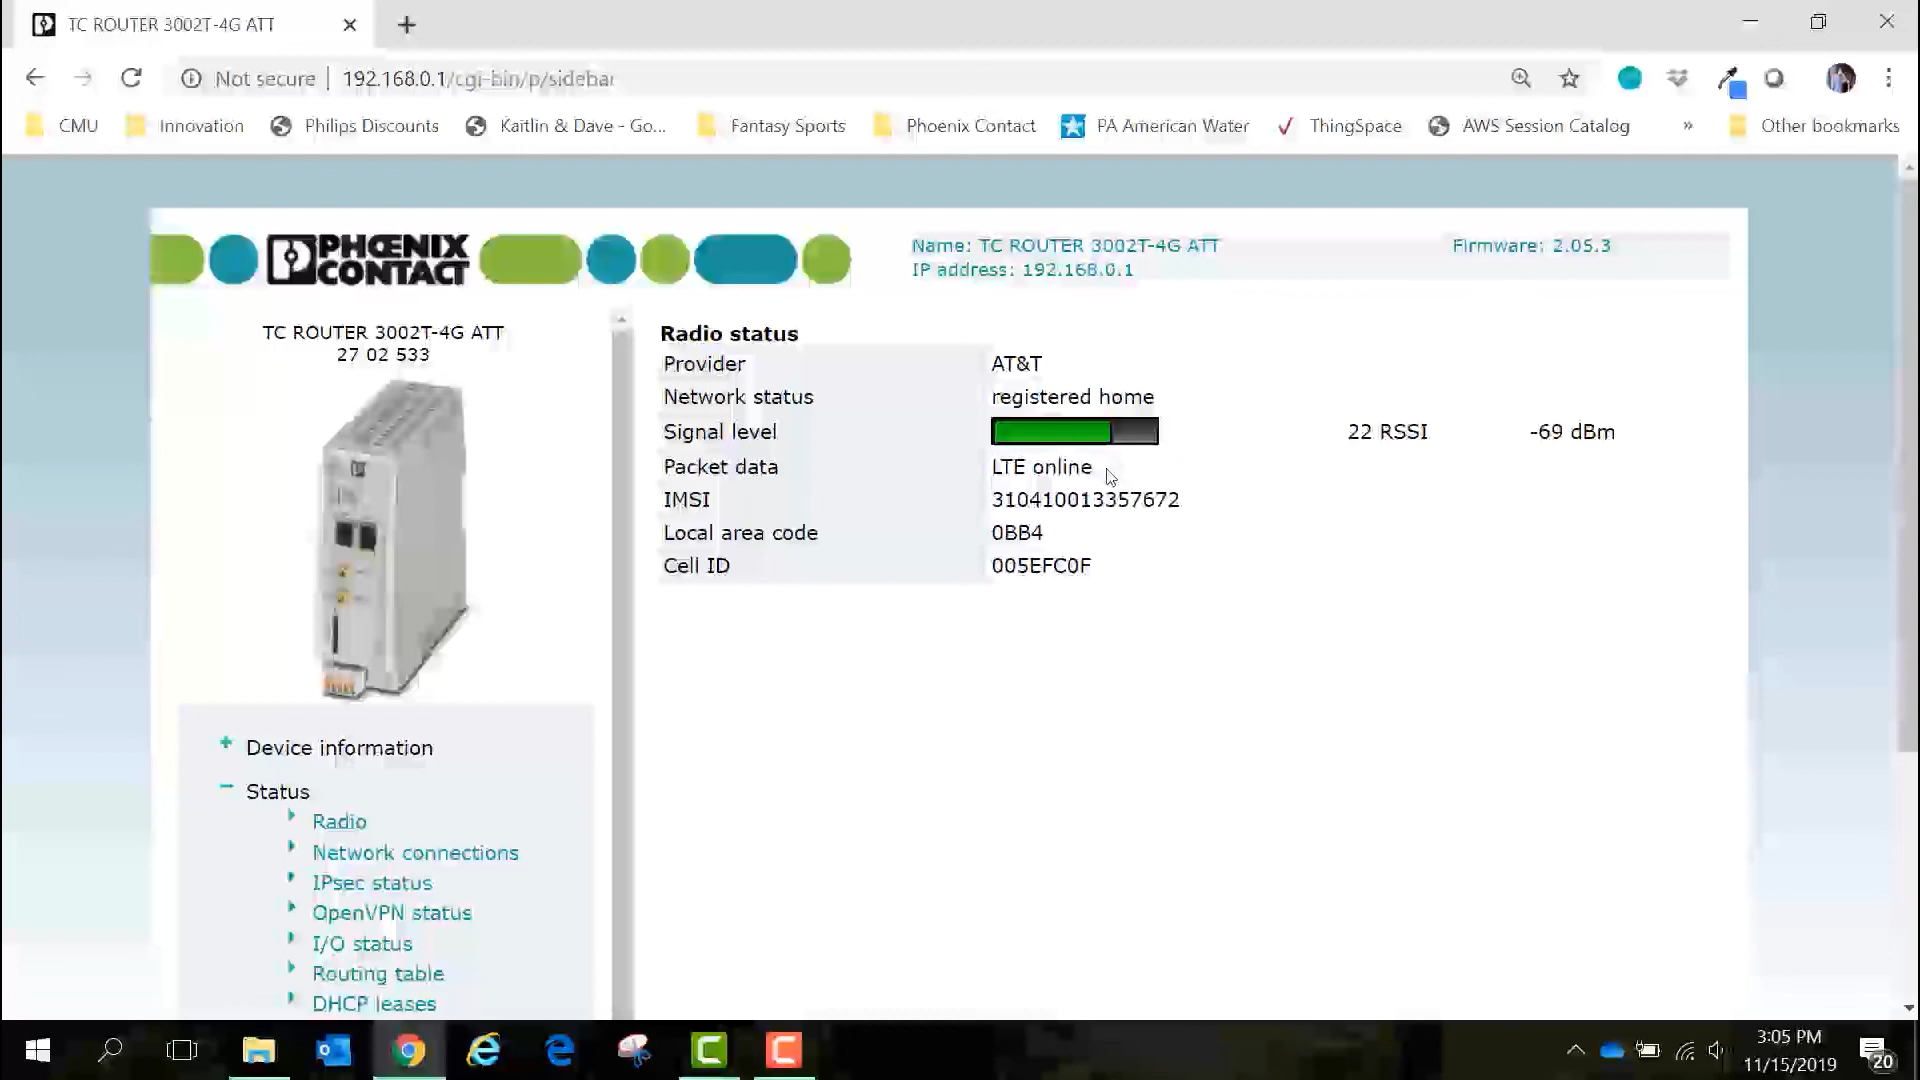 TC ROUTER 3002T-4G ATT
Not secure | 192.168.0.1/cgi-bin/p/sidebar
CMU Innovation Philips Discounts Kaitlin & Dave - Go... Fantasy Sports Phoenix Contact PA American Water ThingSpace AWS Session Catalog » Other bookmarks
PHŒNIX
CONTACT
Name: TC ROUTER 3002T-4G ATT Firmware: 2.05.3
IP address: 192.168.0.1
TC ROUTER 3002T-4G ATT
27 02 533
Radio status
Provider AT&T
Network status registered home
Signal level 22 RSSI -69 dBm
Packet data LTE online
IMSI 310410013357672
Local area code 0BB4
Cell ID 005EFC0F
Device information
Status
Radio
Network connections
IPsec status
OpenVPN status
I/O status
Routing table
DHCP leases
3:05 PM
11/15/2019
20